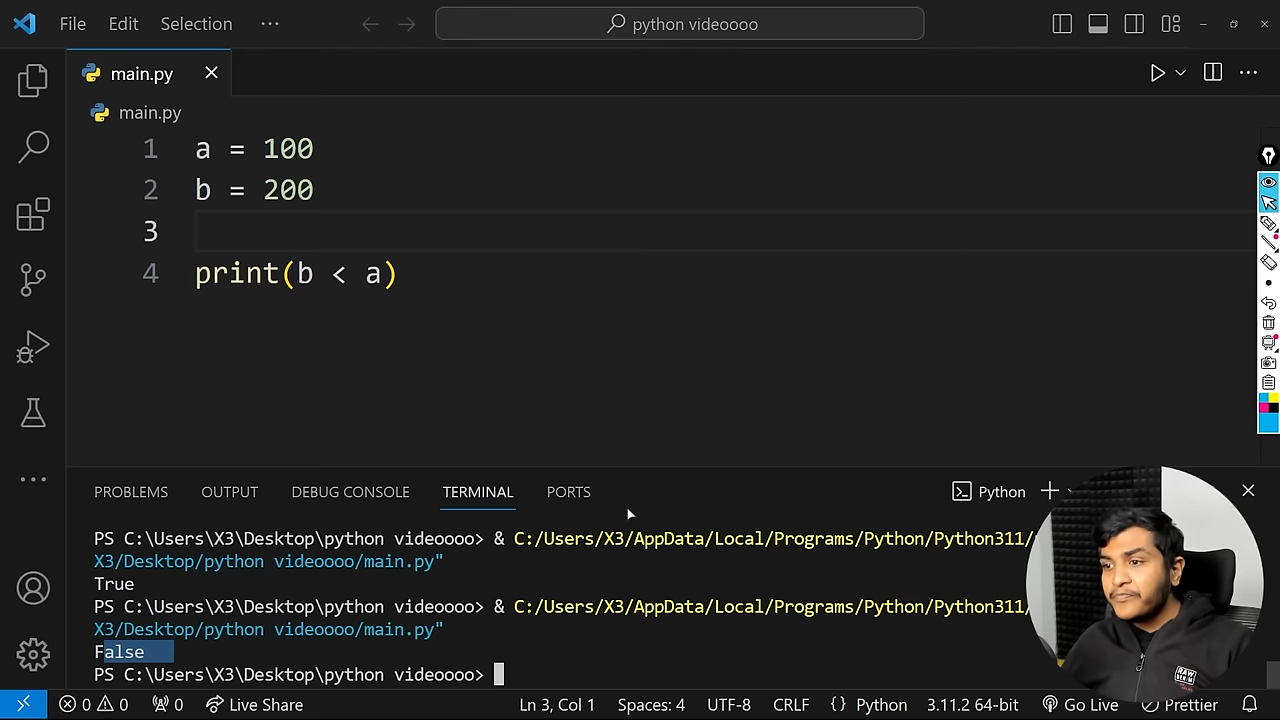 File Edit Selection ··· python videoooo
main.py
main.py
1 a = 100
2 b = 200
3
4 print(b < a)
PROBLEMS OUTPUT DEBUG CONSOLE TERMINAL PORTS Python
PS C:\Users\X3\Desktop\python videoooo> & C:/Users/X3/AppData/Local/Programs/Python/Python311/
X3/Desktop/python videoooo/main.py"
True
PS C:\Users\X3\Desktop\python videoooo> & C:/Users/X3/AppData/Local/Programs/Python/Python311/
X3/Desktop/python videoooo/main.py"
False
PS C:\Users\X3\Desktop\python videoooo>
0 0 0 Live Share Ln 3, Col 1 Spaces: 4 UTF-8 CRLF {} Python 3.11.2 64-bit Go Live Prettier